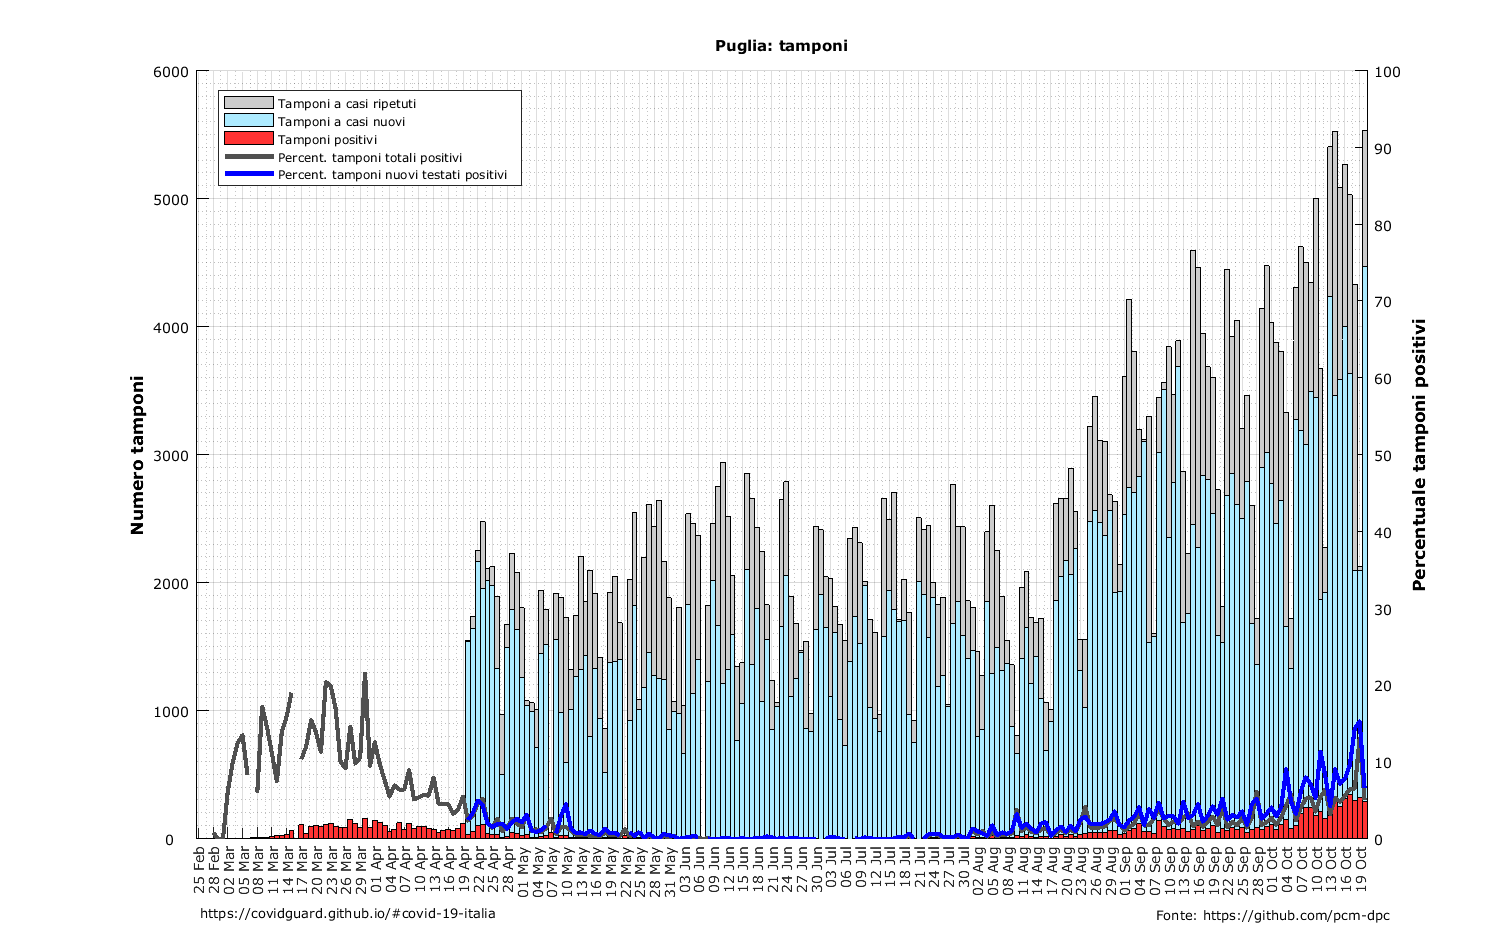 Puglia: tamponi
Tamponi a casi ripetuti
Tamponi a casi nuovi
Tamponi positivi
Percent. tamponi totali positivi
Percent. tamponi nuovi testati positivi
Numero tamponi
6000
5000
4000
3000
2000
1000
0
100
90
80
70
60
50
40
30
20
10
0
Percentuale tamponi positivi
25 Feb
28 Feb
02 Mar
05 Mar
08 Mar
11 Mar
14 Mar
17 Mar
20 Mar
23 Mar
26 Mar
29 Mar
01 Apr
04 Apr
07 Apr
10 Apr
13 Apr
16 Apr
19 Apr
22 Apr
25 Apr
28 Apr
01 May
04 May
07 May
10 May
13 May
16 May
19 May
22 May
25 May
28 May
31 May
03 Jun
06 Jun
09 Jun
12 Jun
15 Jun
18 Jun
21 Jun
24 Jun
27 Jun
30 Jun
03 Jul
06 Jul
09 Jul
12 Jul
15 Jul
18 Jul
21 Jul
24 Jul
27 Jul
30 Jul
02 Aug
05 Aug
08 Aug
11 Aug
14 Aug
17 Aug
20 Aug
23 Aug
26 Aug
29 Aug
01 Sep
04 Sep
07 Sep
10 Sep
13 Sep
16 Sep
19 Sep
22 Sep
25 Sep
28 Sep
01 Oct
04 Oct
07 Oct
10 Oct
13 Oct
16 Oct
19 Oct
https://covidguard.github.io/#covid-19-italia
Fonte: https://github.com/pcm-dpc